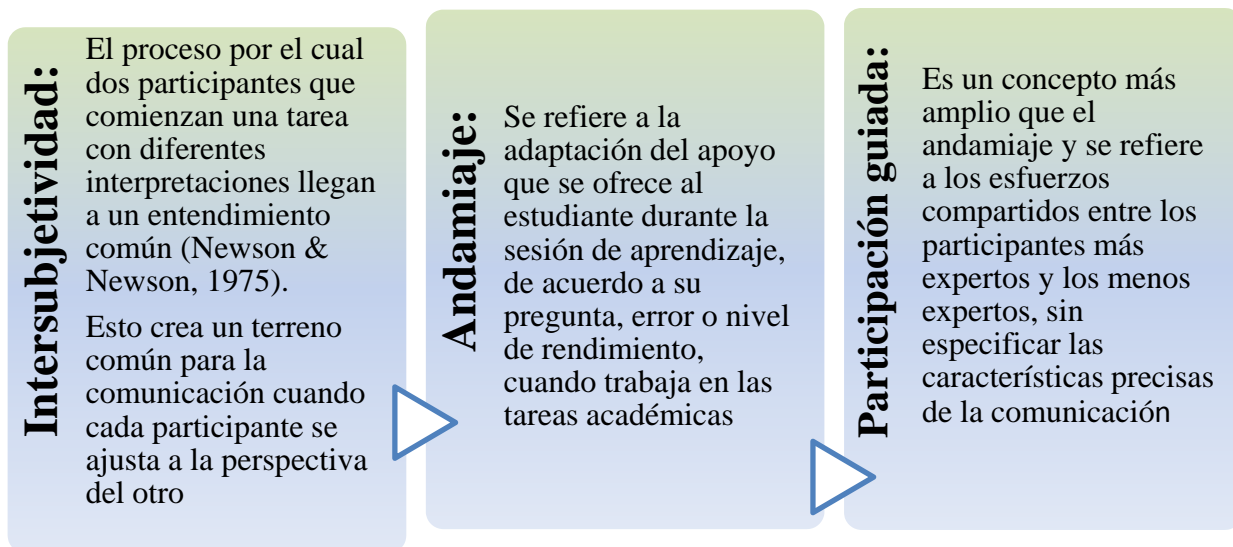 Intersubjetividad:
El proceso por el cual
dos participantes que
comienzan una tarea
con diferentes
interpretaciones llegan
a un entendimiento
común (Newson &
Newson, 1975).
Esto crea un terreno
común para la
comunicación cuando
cada participante se
ajusta a la perspectiva
del otro
Andamiaje:
Se refiere a la
adaptación del apoyo
que se ofrece al
estudiante durante la
sesión de aprendizaje,
de acuerdo a su
pregunta, error o nivel
de rendimiento,
cuando trabaja en las
tareas académicas
Participación guiada:
Es un concepto más
amplio que el
andamiaje y se refiere
a los esfuerzos
compartidos entre los
participantes más
expertos y los menos
expertos, sin
especificar las
características precisas
de la comunicación